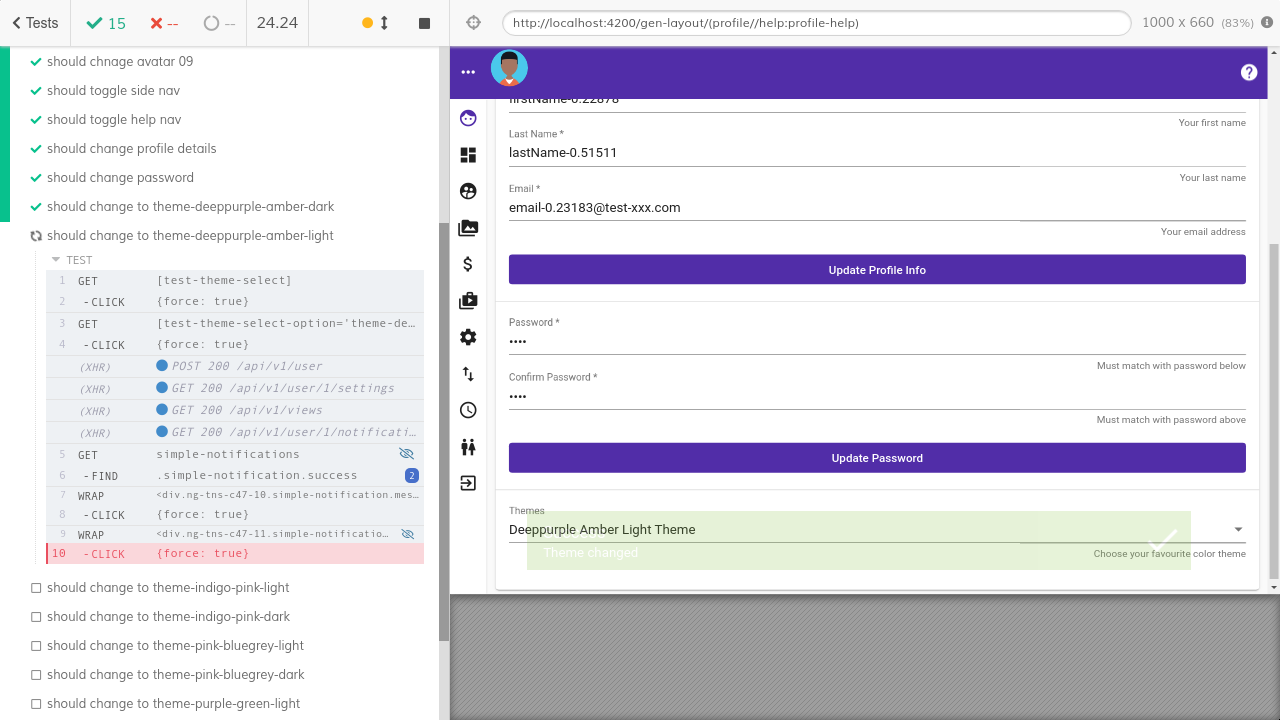 Tests
15
--
--
24.24
http://localhost:4200/gen-layout/(profile//help:profile-help)
1000 x 660 (83%)
should chnage avatar 09
should toggle side nav
should toggle help nav
should change profile details
should change password
should change to theme-deeppurple-amber-dark
should change to theme-deeppurple-amber-light
TEST
1 GET [test-theme-select]
2 -CLICK {force: true}
3 GET [test-theme-select-option='theme-de…
4 -CLICK {force: true}
(XHR) POST 200 /api/v1/user
(XHR) GET 200 /api/v1/user/1/settings
(XHR) GET 200 /api/v1/views
(XHR) GET 200 /api/v1/user/1/notificati…
5 GET simple-notifications
6 -FIND .simple-notification.success 2
7 WRAP <div.ng-tns-c47-10.simple-notification.mes…
8 -CLICK {force: true}
9 WRAP <div.ng-tns-c47-11.simple-notificatio…
10 -CLICK {force: true}
should change to theme-indigo-pink-light
should change to theme-indigo-pink-dark
should change to theme-pink-bluegrey-light
should change to theme-pink-bluegrey-dark
should change to theme-purple-green-light
firstName-0.22878
Your first name
Last Name *
lastName-0.51511
Your last name
Email *
email-0.23183@test-xxx.com
Your email address
Update Profile Info
Password *
••••
Must match with password below
Confirm Password *
••••
Must match with password above
Update Password
Themes
Deeppurple Amber Light Theme
Theme changed
Choose your favourite color theme